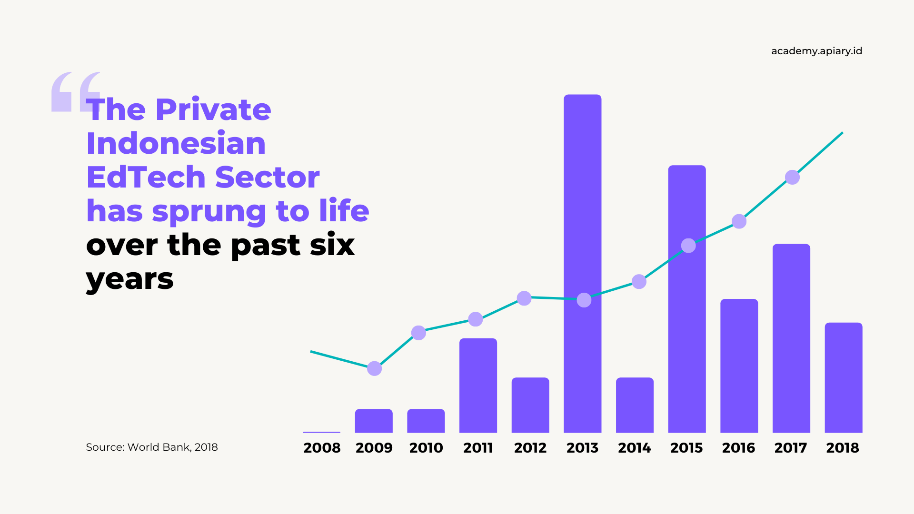 academy.apiary.id
“
The Private
Indonesian
EdTech Sector
has sprung to life
over the past six
years
2008 2009 2010 2011 2012 2013 2014 2015 2016 2017 2018
Source: World Bank, 2018